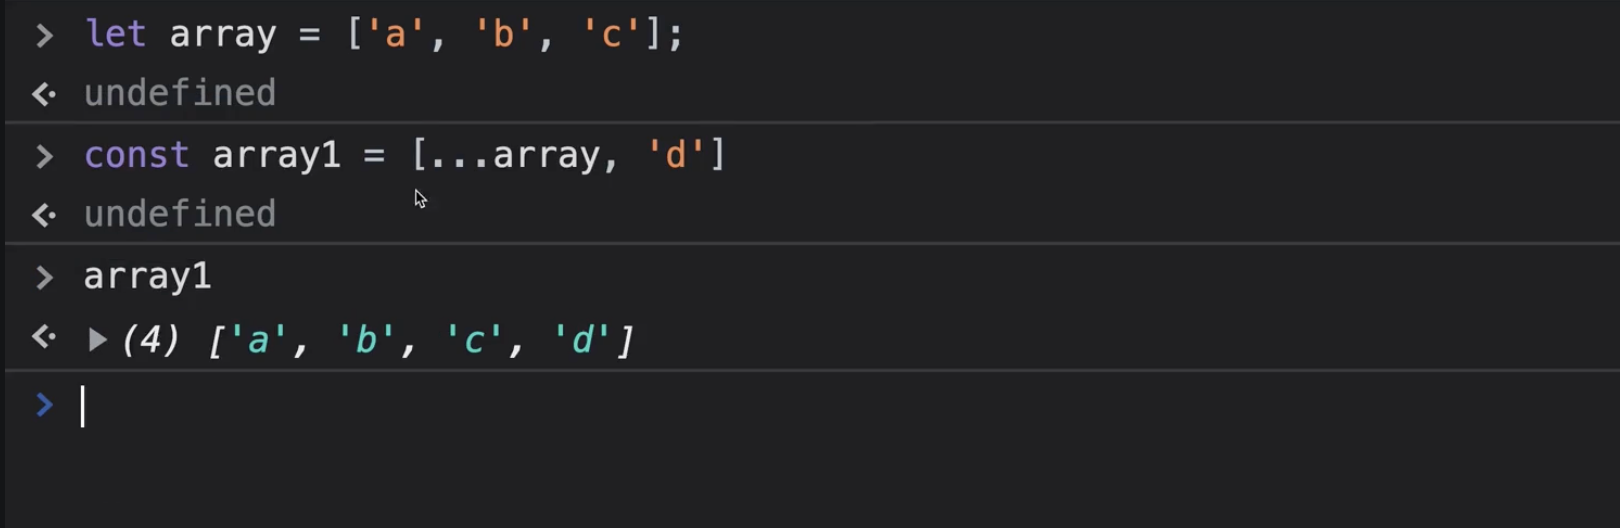 > let array = ['a', 'b', 'c'];
undefined
> const array1 = [...array, 'd']
undefined
> array1
(4) ['a', 'b', 'c', 'd']
>